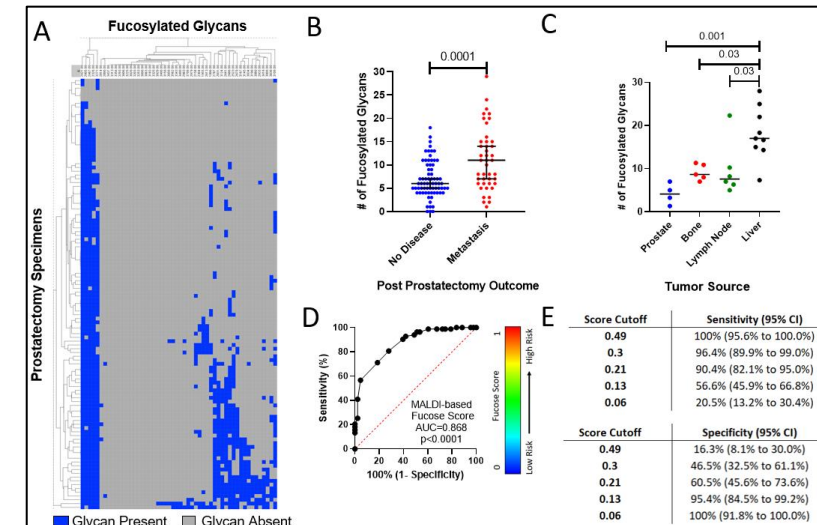 A
Fucosylated Glycans
Prostatectomy Specimens
Glycan Present
Glycan Absent
B
0.0001
# of Fucosylated Glycans
30
25
20
15
10
5
0
No Disease
Metastasis
Post Prostatectomy Outcome
C
0.001
0.03
0.03
# of Fucosylated Glycans
30
20
10
0
Prostate
Bone
Lymph Node
Liver
Tumor Source
D
Sensitivity (%)
100
80
60
40
20
0
0 20 40 60 80 100
100% (1- Specificity)
MALDI-based
Fucose Score
AUC=0.868
p<0.0001
Fucose Score
0
1
Low Risk
High Risk
E
Score Cutoff Sensitivity (95% CI)
0.49 100% (95.6% to 100.0%)
0.3 96.4% (89.9% to 99.0%)
0.21 90.4% (82.1% to 95.0%)
0.13 56.6% (45.9% to 66.8%)
0.06 20.5% (13.2% to 30.4%)
Score Cutoff Specificity (95% CI)
0.49 16.3% (8.1% to 30.0%)
0.3 46.5% (32.5% to 61.1%)
0.21 60.5% (45.6% to 73.6%)
0.13 95.4% (84.5% to 99.2%)
0.06 100% (91.8% to 100.0%)